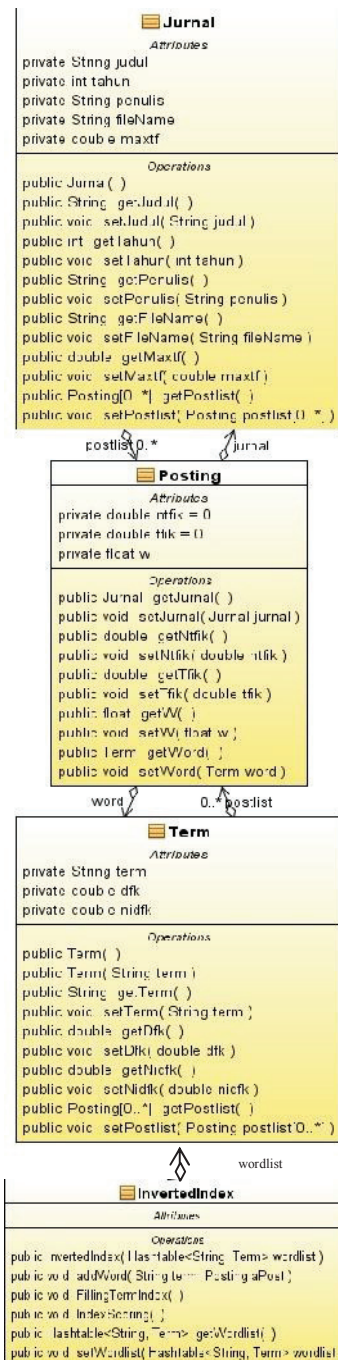 Jurnal
Attributes
private String judul
private int tahun
private String penulis
private String fileName
private double maxtf
Operations
public Jurnal( )
public String getJudul( )
public void setJudul( String judul )
public int getTahun( )
public void setTahun( int tahun )
public String getPenulis( )
public void setPenulis( String penulis )
public String getFileName( )
public void setFileName( String fileName )
public double getMaxtf( )
public void setMaxtf( double maxtf )
public Posting[0..*] getPostlist( )
public void setPostlist( Posting postlist[0..*] )
postlist 0..* jurnal
Posting
Attributes
private double ntfik = 0
private double tfik = 0
private float w
Operations
public Jurnal getJurnal( )
public void setJurnal( Jurnal jurnal )
public double getNtfik( )
public void setNtfik( double ntfik )
public double getTfik( )
public void setTfik( double tfik )
public float getW( )
public void setW( float w )
public Term getWord( )
public void setWord( Term word )
word 0..* postlist
Term
Attributes
private String term
private double dfk
private double nidfk
Operations
public Term( )
public Term( String term )
public String getTerm( )
public void setTerm( String term )
public double getDfk( )
public void setDfk( double dfk )
public double getNidfk( )
public void setNidfk( double nidfk )
public Posting[0..*] getPostlist( )
public void setPostlist( Posting postlist[0..*] )
wordlist
InvertedIndex
Attributes
Operations
public InvertedIndex( Hashtable<String, Term> wordlist )
public void addWord( String term, Posting aPost )
public void FillingTermIndex( )
public void IndexScoring( )
public Hashtable<String, Term> getWordlist( )
public void setWordlist( Hashtable<String, Term> wordlist